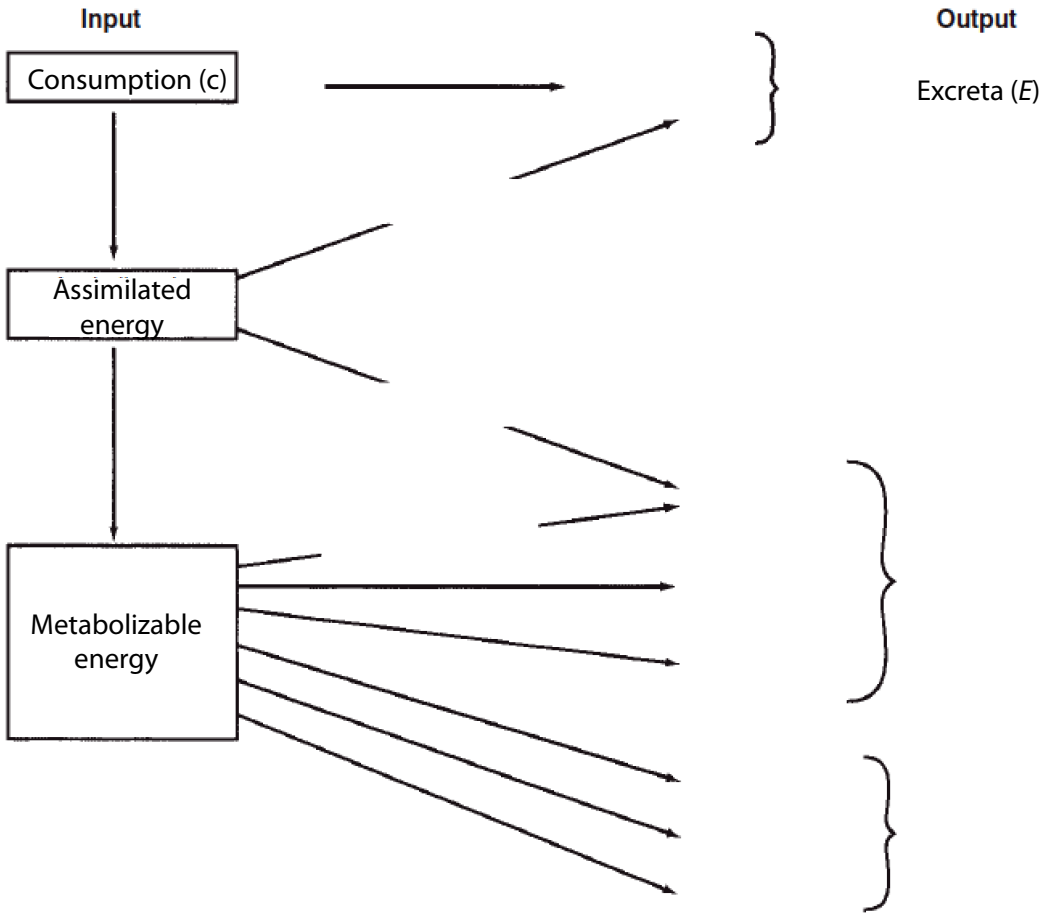 Input
Output
Consumption (c)
Excreta (E)
Assimilated
energy
Metabolizable
energy